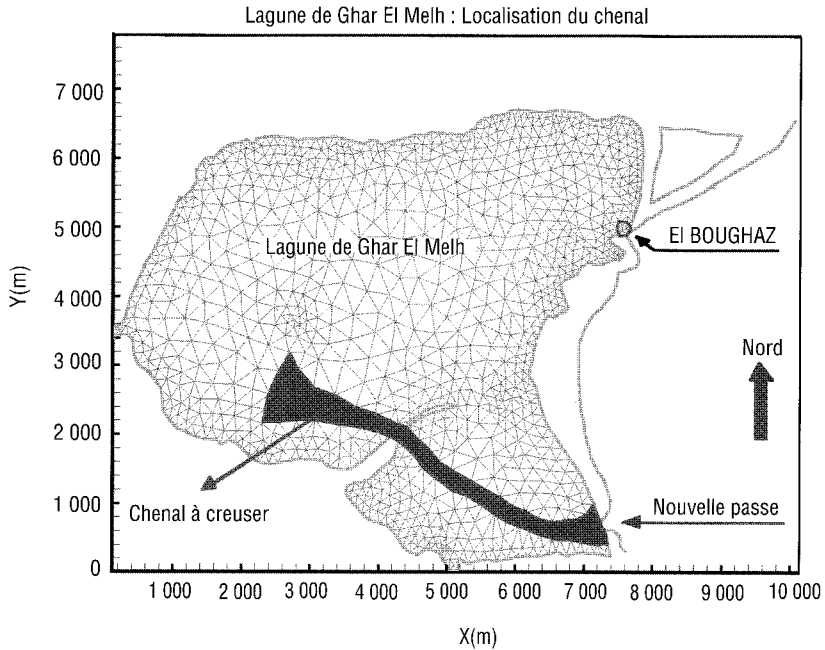 Lagune de Ghar El Melh : Localisation du chenal
7 000
6 000
5 000
4 000
3 000
2 000
1 000
0
Y(m)
Lagune de Ghar El Melh
El BOUGHAZ
Nord
Chenal à creuser
Nouvelle passe
1 000 2 000 3 000 4 000 5 000 6 000 7 000 8 000 9 000 10 000
X(m)